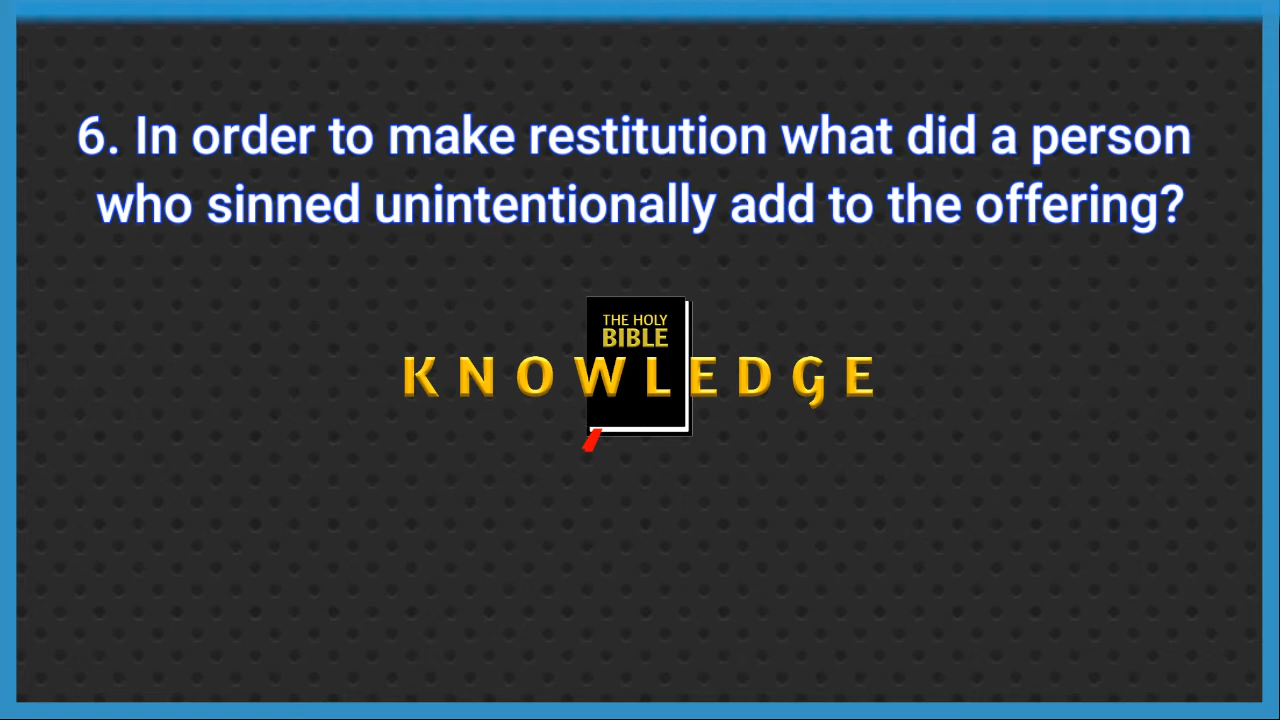 6. In order to make restitution what did a person
who sinned unintentionally add to the offering?
THE HOLY
BIBLE
KNOWLEDGE